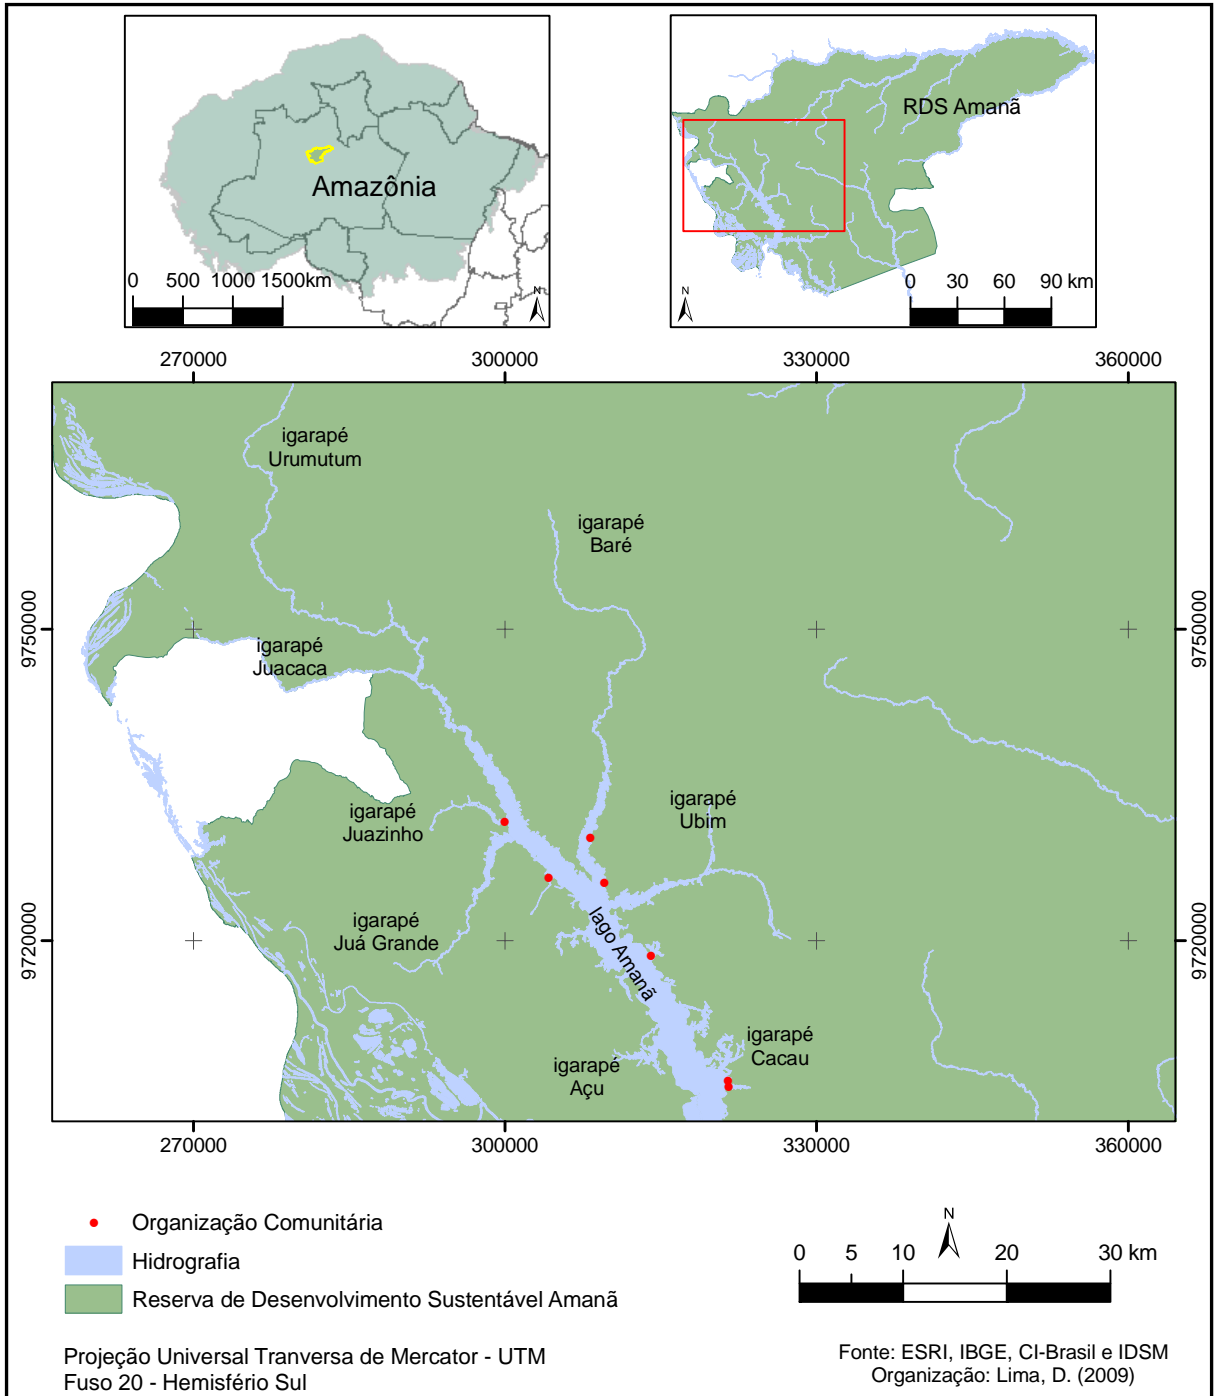 Amazônia
0 500 1000 1500km
N
RDS Amanã
0 30 60 90 km
N
270000 300000 330000 360000
igarapé
Urumutum
igarapé
Baré
9750000
9750000
igarapé
Juacaca
igarapé
Juazinho
igarapé
Ubim
igarapé
Juá Grande
lago Amanã
9720000
9720000
igarapé
Açu
igarapé
Cacau
270000 300000 330000 360000
Organização Comunitária
Hidrografia
Reserva de Desenvolvimento Sustentável Amanã
N
0 5 10 20 30 km
Projeção Universal Tranversa de Mercator - UTM
Fuso 20 - Hemisfério Sul
Fonte: ESRI, IBGE, CI-Brasil e IDSM
Organização: Lima, D. (2009)